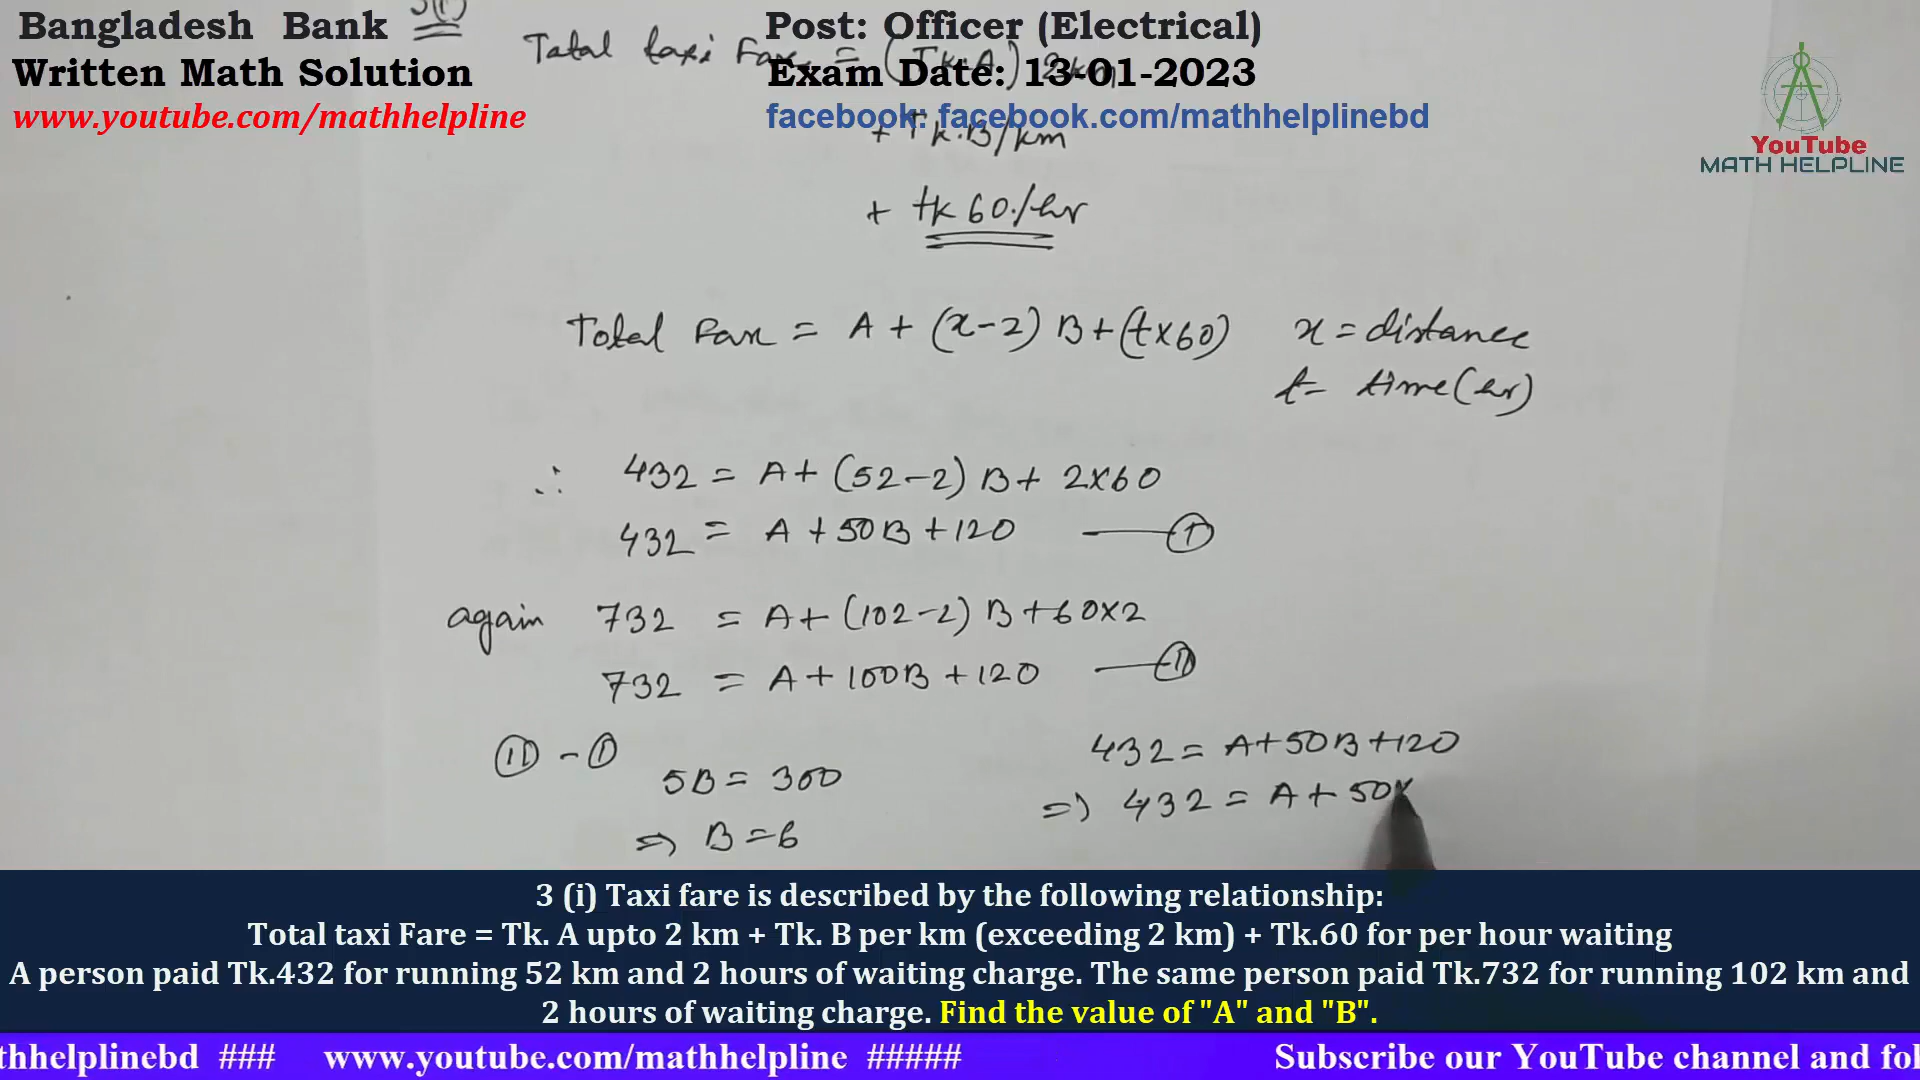 Bangladesh Bank
Written Math Solution
www.youtube.com/mathhelpline
Post: Officer (Electrical)
Exam Date: 13-01-2023
facebook: facebook.com/mathhelplinebd
YouTube
MATH HELPLINE
3(i)
Total taxi Fare = (Tk.A) 2km
+ Tk.B/km
+ tk 60./hr
Total Fare = A + (x-2) B + (t×60) x = distance
t = time (hr)
∴ 432 = A + (52-2) B + 2×60
432 = A + 50B + 120 —— (I)
again 732 = A + (102-2) B + 60×2
732 = A + 100B + 120 —— (II)
(II) - (I)
5B = 300
⇒ B = 6
432 = A + 50B + 120
⇒ 432 = A + 50×
3 (i) Taxi fare is described by the following relationship:
Total taxi Fare = Tk. A upto 2 km + Tk. B per km (exceeding 2 km) + Tk.60 for per hour waiting
A person paid Tk.432 for running 52 km and 2 hours of waiting charge. The same person paid Tk.732 for running 102 km and
2 hours of waiting charge. Find the value of "A" and "B".
thhelplinebd ### www.youtube.com/mathhelpline ##### Subscribe our YouTube channel and fol